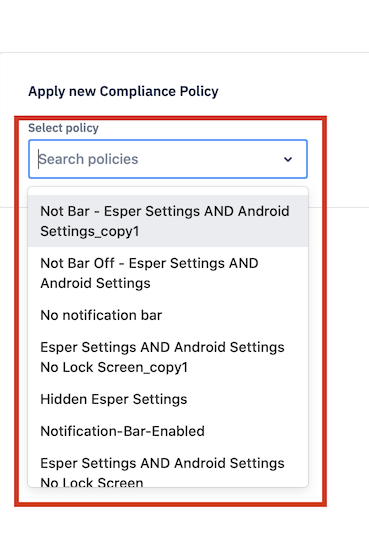 Apply new Compliance Policy
Select policy
Search policies
Not Bar - Esper Settings AND Android
Settings_copy1
Not Bar Off - Esper Settings AND
Android Settings
No notification bar
Esper Settings AND Android Settings
No Lock Screen_copy1
Hidden Esper Settings
Notification-Bar-Enabled
Esper Settings AND Android Settings
No Lock Screen